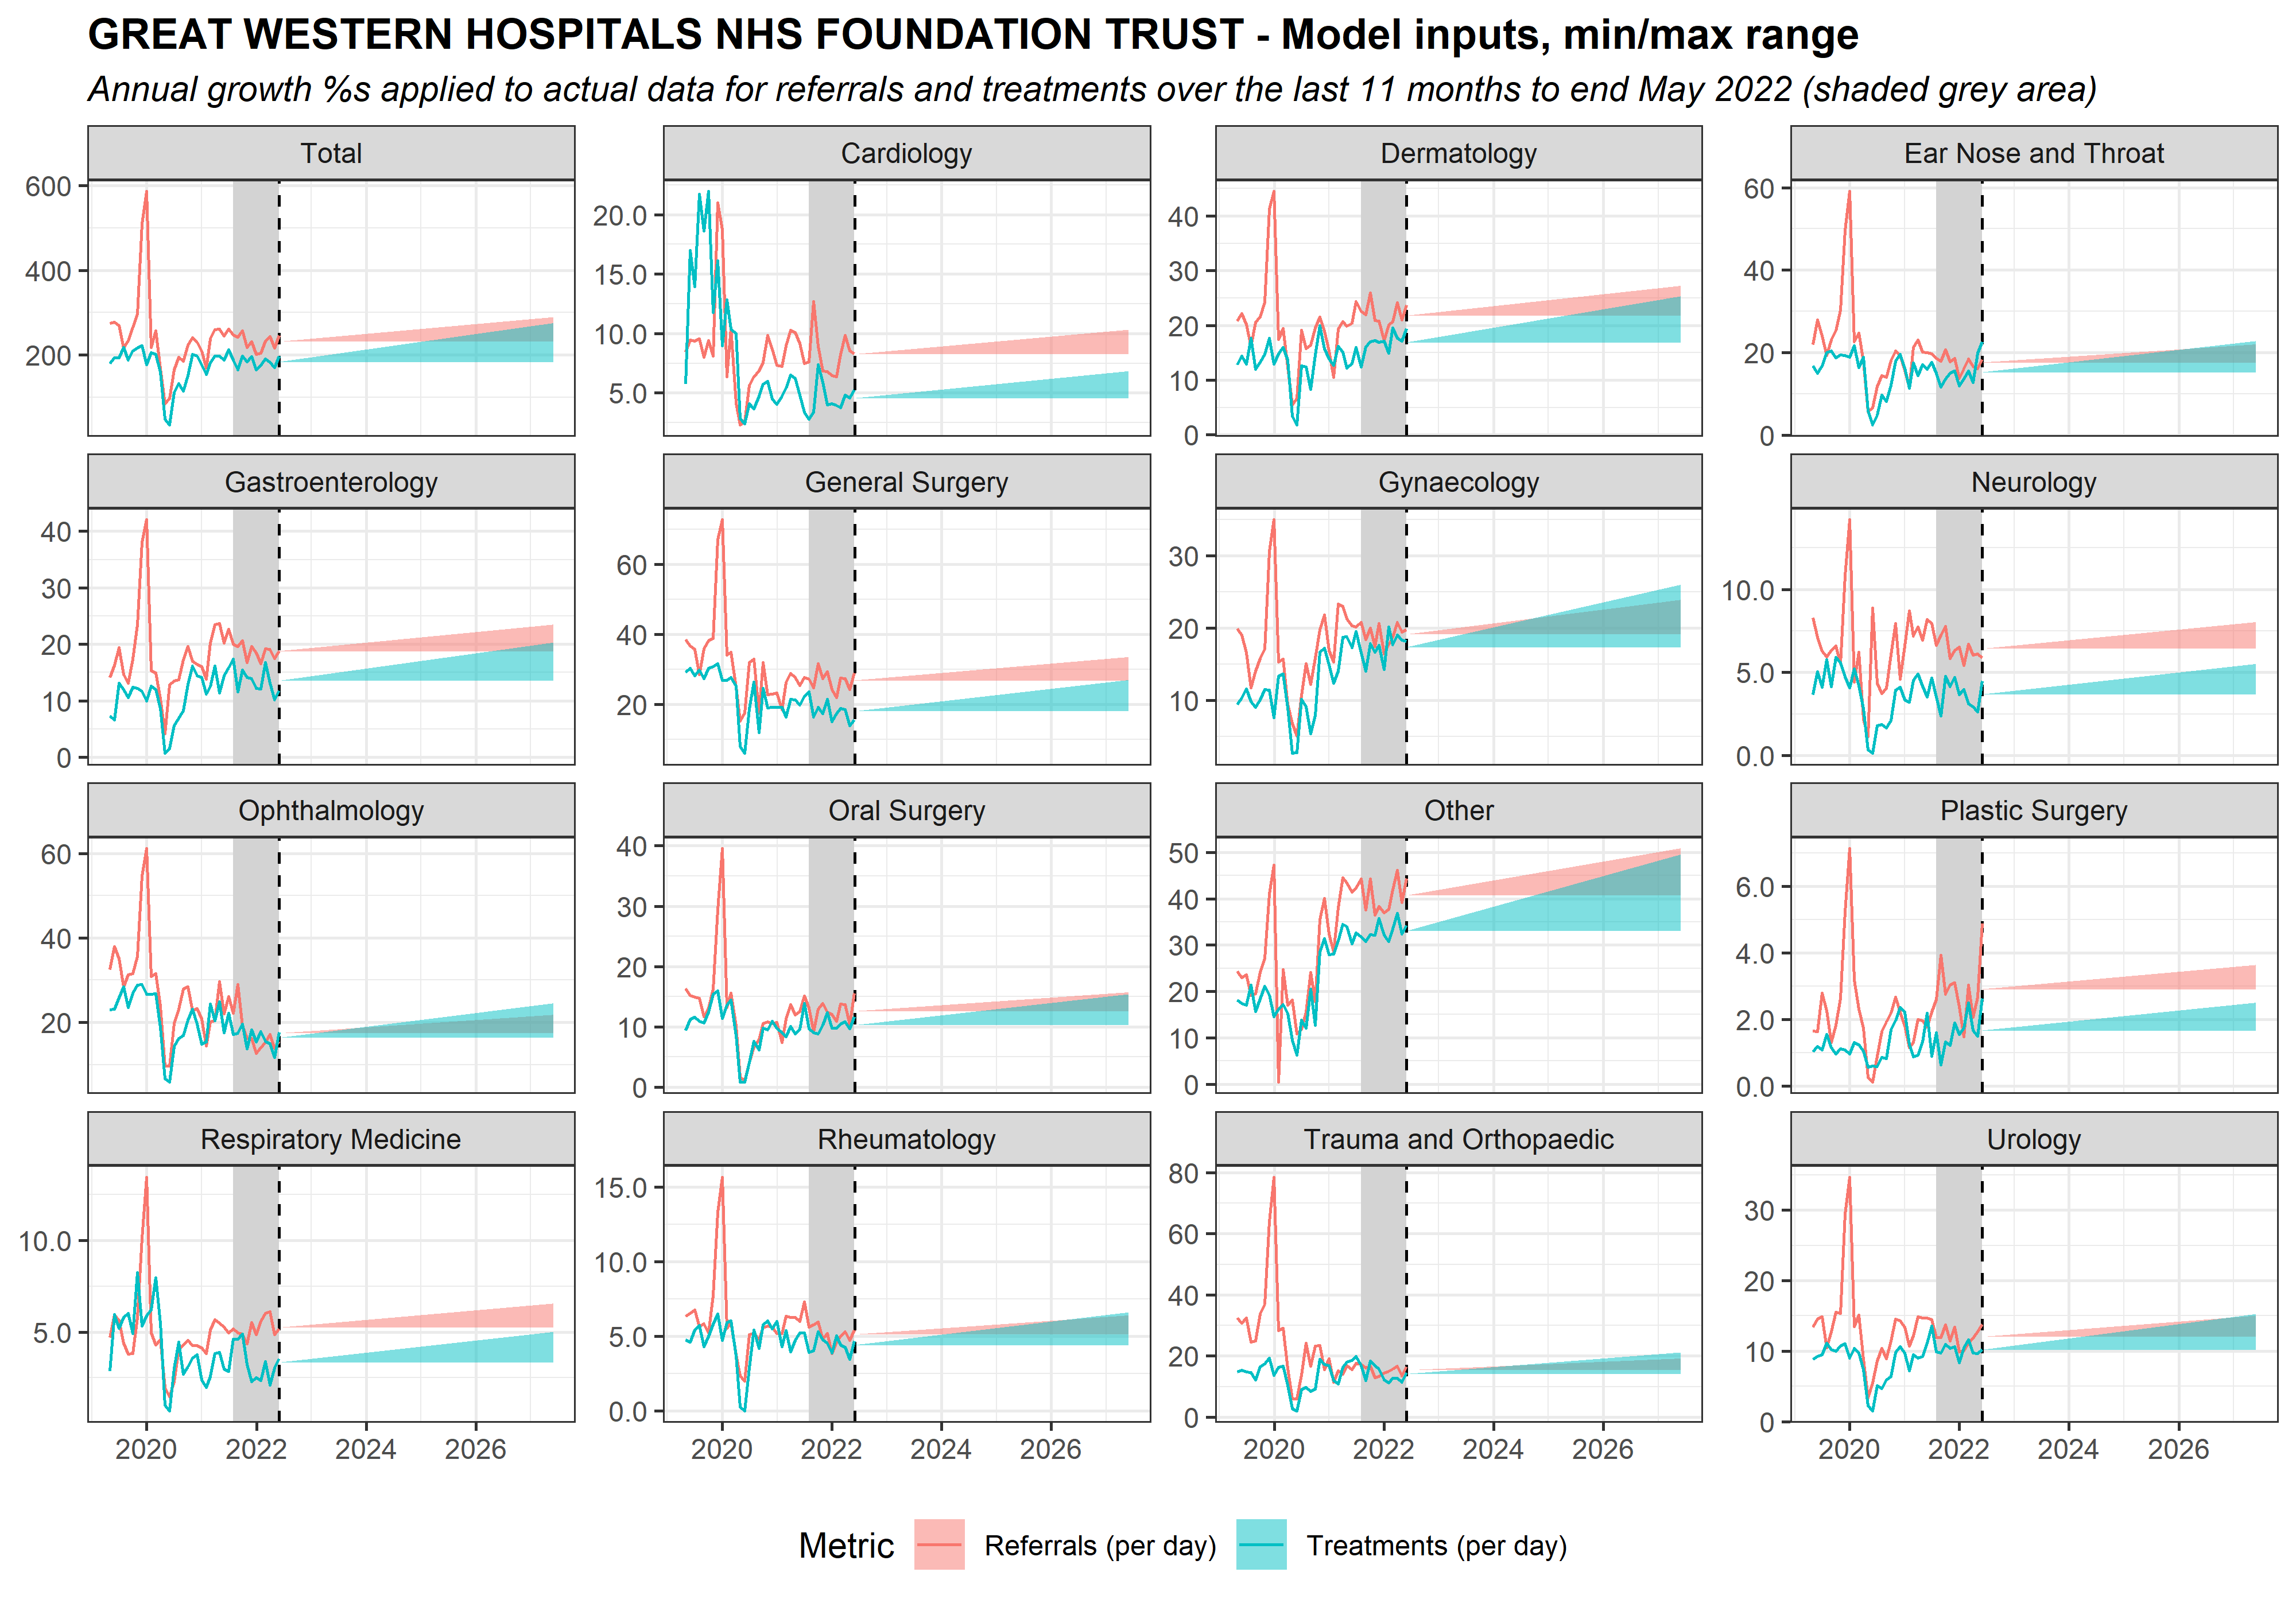 GREAT WESTERN HOSPITALS NHS FOUNDATION TRUST - Model inputs, min/max range
Annual growth %s applied to actual data for referrals and treatments over the last 11 months to end May 2022 (shaded grey area)
Total
Cardiology
Dermatology
Ear Nose and Throat
600
400
200
20.0
15.0
10.0
5.0
40
30
20
10
0
60
40
20
0
Gastroenterology
General Surgery
Gynaecology
Neurology
40
30
20
10
0
60
40
20
30
20
10
10.0
5.0
0.0
Ophthalmology
Oral Surgery
Other
Plastic Surgery
60
40
20
40
30
20
10
0
50
40
30
20
10
0
6.0
4.0
2.0
0.0
Respiratory Medicine
Rheumatology
Trauma and Orthopaedic
Urology
10.0
5.0
15.0
10.0
5.0
0.0
80
60
40
20
0
30
20
10
0
2020 2022 2024 2026
2020 2022 2024 2026
2020 2022 2024 2026
2020 2022 2024 2026
Metric Referrals (per day) Treatments (per day)